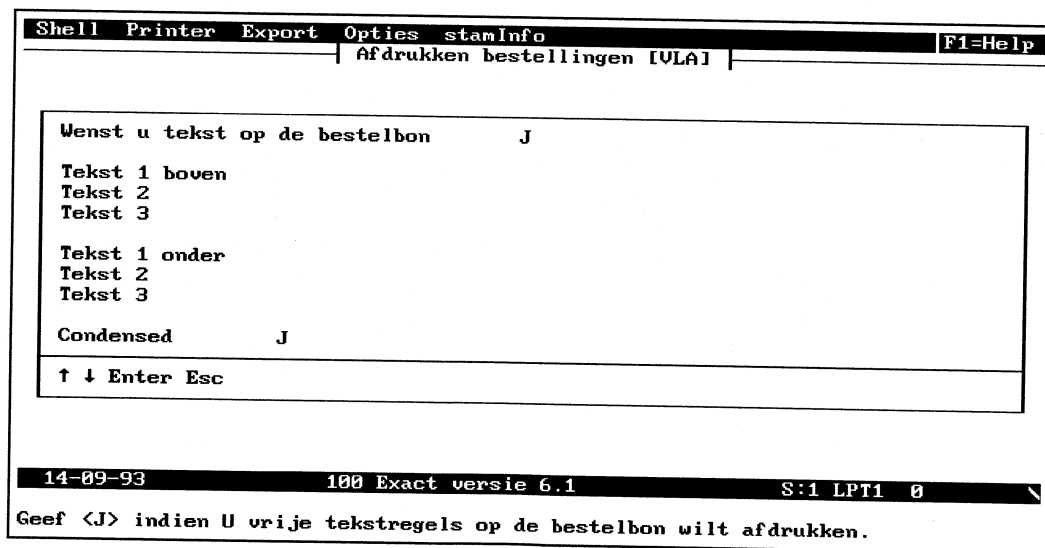 Shell Printer Export Opties stamInfo F1=Help
Afdrukken bestellingen [VLA]
Wenst u tekst op de bestelbon J
Tekst 1 boven
Tekst 2
Tekst 3
Tekst 1 onder
Tekst 2
Tekst 3
Condensed J
↑ ↓ Enter Esc
14-09-93 100 Exact versie 6.1 S:1 LPT1 0 \
Geef <J> indien U vrije tekstregels op de bestelbon wilt afdrukken.